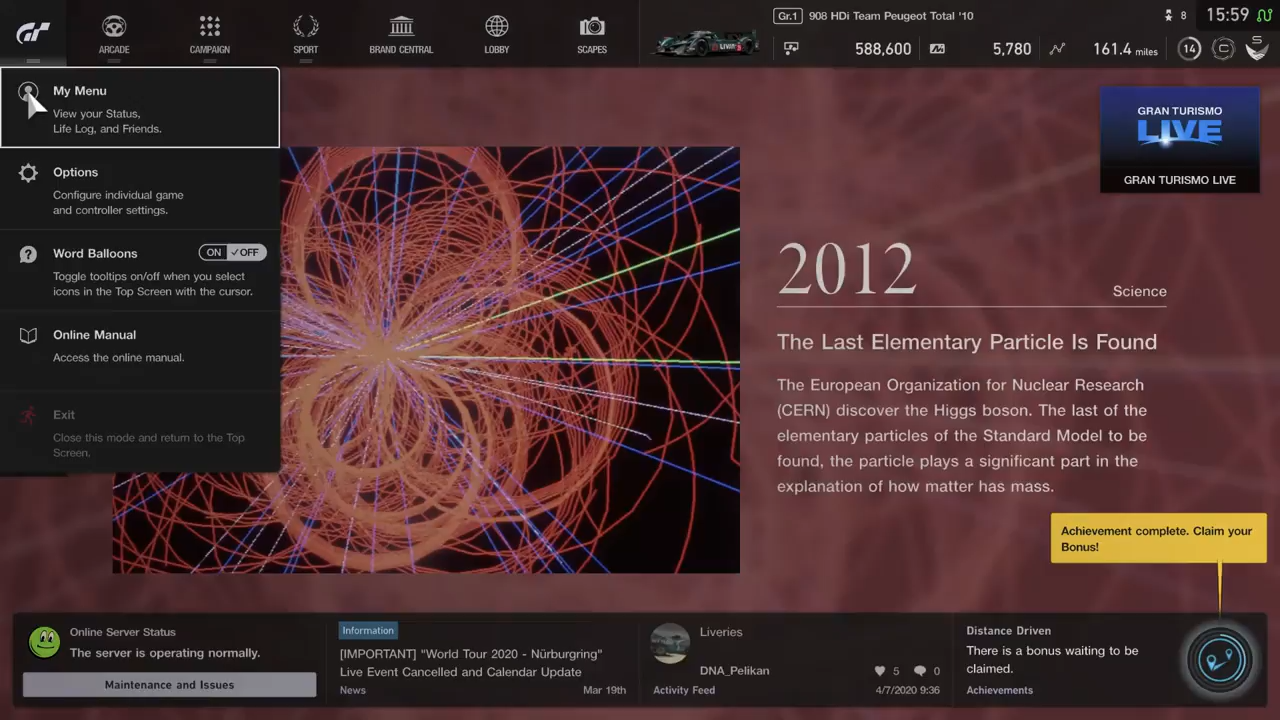 ARCADE
CAMPAIGN
SPORT
BRAND CENTRAL
LOBBY
SCAPES
Gr.1 908 HDi Team Peugeot Total '10
8
15:59
588,600
5,780
161.4 miles
14
C
S
My Menu
View your Status,
Life Log, and Friends.
Options
Configure individual game
and controller settings.
Word Balloons
ON ✓OFF
Toggle tooltips on/off when you select
icons in the Top Screen with the cursor.
Online Manual
Access the online manual.
Exit
Close this mode and return to the Top
Screen.
GRAN TURISMO
LIVE
GRAN TURISMO LIVE
2012
Science
The Last Elementary Particle Is Found
The European Organization for Nuclear Research
(CERN) discover the Higgs boson. The last of the
elementary particles of the Standard Model to be
found, the particle plays a significant part in the
explanation of how matter has mass.
Achievement complete. Claim your
Bonus!
Online Server Status
The server is operating normally.
Maintenance and Issues
Information
[IMPORTANT] "World Tour 2020 - Nürburgring"
Live Event Cancelled and Calendar Update
News
Mar 19th
Liveries
DNA_Pelikan
5
0
Activity Feed
4/7/2020 9:36
Distance Driven
There is a bonus waiting to be
claimed.
Achievements